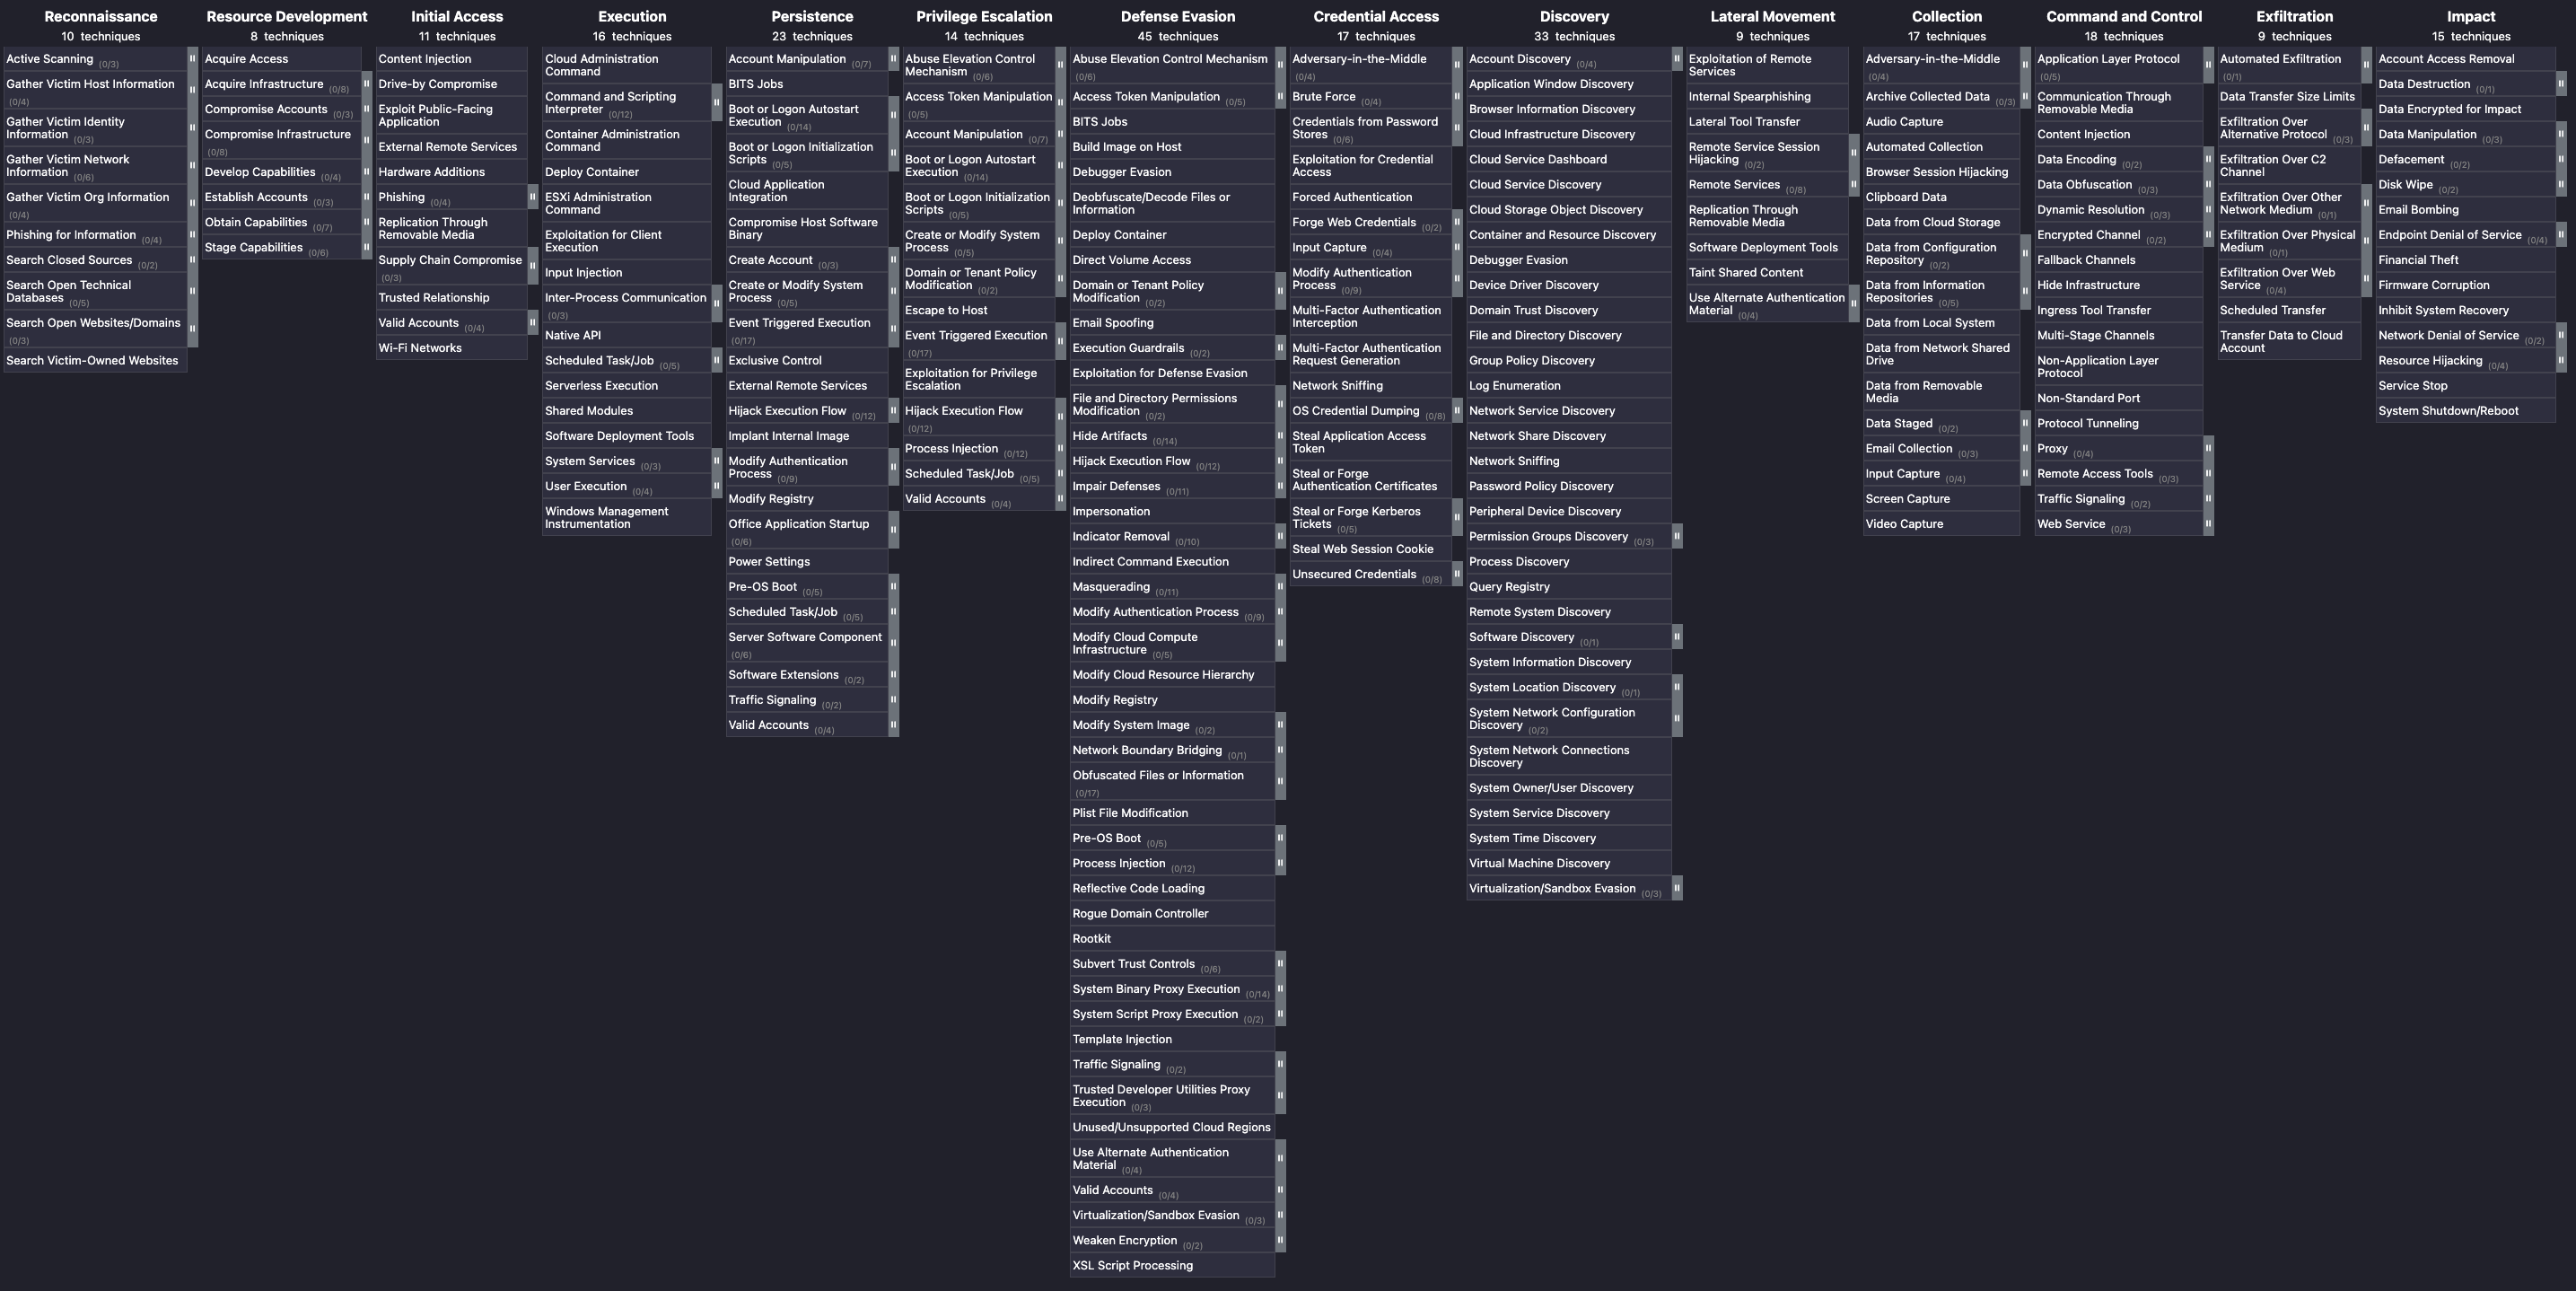 Reconnaissance
10 techniques
Active Scanning (0/3)
Gather Victim Host Information
(0/4)
Gather Victim Identity
Information (0/3)
Gather Victim Network
Information (0/6)
Gather Victim Org Information
(0/4)
Phishing for Information (0/4)
Search Closed Sources (0/2)
Search Open Technical
Databases (0/5)
Search Open Websites/Domains
(0/3)
Search Victim-Owned Websites
Resource Development
8 techniques
Acquire Access
Acquire Infrastructure (0/8)
Compromise Accounts (0/3)
Compromise Infrastructure
(0/8)
Develop Capabilities (0/4)
Establish Accounts (0/3)
Obtain Capabilities (0/7)
Stage Capabilities (0/6)
Initial Access
11 techniques
Content Injection
Drive-by Compromise
Exploit Public-Facing
Application
External Remote Services
Hardware Additions
Phishing (0/4)
Replication Through
Removable Media
Supply Chain Compromise
(0/3)
Trusted Relationship
Valid Accounts (0/4)
Wi-Fi Networks
Execution
16 techniques
Cloud Administration
Command
Command and Scripting
Interpreter (0/12)
Container Administration
Command
Deploy Container
ESXi Administration
Command
Exploitation for Client
Execution
Input Injection
Inter-Process Communication
(0/3)
Native API
Scheduled Task/Job (0/5)
Serverless Execution
Shared Modules
Software Deployment Tools
System Services (0/3)
User Execution (0/4)
Windows Management
Instrumentation
Persistence
23 techniques
Account Manipulation (0/7)
BITS Jobs
Boot or Logon Autostart
Execution (0/14)
Boot or Logon Initialization
Scripts (0/5)
Cloud Application
Integration
Compromise Host Software
Binary
Create Account (0/3)
Create or Modify System
Process (0/5)
Event Triggered Execution
(0/17)
Exclusive Control
External Remote Services
Hijack Execution Flow (0/12)
Implant Internal Image
Modify Authentication
Process (0/9)
Modify Registry
Office Application Startup
(0/6)
Power Settings
Pre-OS Boot (0/5)
Scheduled Task/Job (0/5)
Server Software Component
(0/6)
Software Extensions (0/2)
Traffic Signaling (0/2)
Valid Accounts (0/4)
Privilege Escalation
14 techniques
Abuse Elevation Control
Mechanism (0/6)
Access Token Manipulation
(0/5)
Account Manipulation (0/7)
Boot or Logon Autostart
Execution (0/14)
Boot or Logon Initialization
Scripts (0/5)
Create or Modify System
Process (0/5)
Domain or Tenant Policy
Modification (0/2)
Escape to Host
Event Triggered Execution
(0/17)
Exploitation for Privilege
Escalation
Hijack Execution Flow
(0/12)
Process Injection (0/12)
Scheduled Task/Job (0/5)
Valid Accounts (0/4)
Defense Evasion
45 techniques
Abuse Elevation Control Mechanism
(0/6)
Access Token Manipulation (0/5)
BITS Jobs
Build Image on Host
Debugger Evasion
Deobfuscate/Decode Files or
Information
Deploy Container
Direct Volume Access
Domain or Tenant Policy
Modification (0/2)
Email Spoofing
Execution Guardrails (0/2)
Exploitation for Defense Evasion
File and Directory Permissions
Modification (0/2)
Hide Artifacts (0/14)
Hijack Execution Flow (0/12)
Impair Defenses (0/11)
Impersonation
Indicator Removal (0/10)
Indirect Command Execution
Masquerading (0/11)
Modify Authentication Process (0/9)
Modify Cloud Compute
Infrastructure (0/5)
Modify Cloud Resource Hierarchy
Modify Registry
Modify System Image (0/2)
Network Boundary Bridging (0/1)
Obfuscated Files or Information
(0/17)
Plist File Modification
Pre-OS Boot (0/5)
Process Injection (0/12)
Reflective Code Loading
Rogue Domain Controller
Rootkit
Subvert Trust Controls (0/6)
System Binary Proxy Execution (0/14)
System Script Proxy Execution (0/2)
Template Injection
Traffic Signaling (0/2)
Trusted Developer Utilities Proxy
Execution (0/3)
Unused/Unsupported Cloud Regions
Use Alternate Authentication
Material (0/4)
Valid Accounts (0/4)
Virtualization/Sandbox Evasion (0/3)
Weaken Encryption (0/2)
XSL Script Processing
Credential Access
17 techniques
Adversary-in-the-Middle
(0/4)
Brute Force (0/4)
Credentials from Password
Stores (0/6)
Exploitation for Credential
Access
Forced Authentication
Forge Web Credentials (0/2)
Input Capture (0/4)
Modify Authentication
Process (0/9)
Multi-Factor Authentication
Interception
Multi-Factor Authentication
Request Generation
Network Sniffing
OS Credential Dumping (0/8)
Steal Application Access
Token
Steal or Forge
Authentication Certificates
Steal or Forge Kerberos
Tickets (0/5)
Steal Web Session Cookie
Unsecured Credentials (0/8)
Discovery
33 techniques
Account Discovery (0/4)
Application Window Discovery
Browser Information Discovery
Cloud Infrastructure Discovery
Cloud Service Dashboard
Cloud Service Discovery
Cloud Storage Object Discovery
Container and Resource Discovery
Debugger Evasion
Device Driver Discovery
Domain Trust Discovery
File and Directory Discovery
Group Policy Discovery
Log Enumeration
Network Service Discovery
Network Share Discovery
Network Sniffing
Password Policy Discovery
Peripheral Device Discovery
Permission Groups Discovery (0/3)
Process Discovery
Query Registry
Remote System Discovery
Software Discovery (0/1)
System Information Discovery
System Location Discovery (0/1)
System Network Configuration
Discovery (0/2)
System Network Connections
Discovery
System Owner/User Discovery
System Service Discovery
System Time Discovery
Virtual Machine Discovery
Virtualization/Sandbox Evasion (0/3)
Lateral Movement
9 techniques
Exploitation of Remote
Services
Internal Spearphishing
Lateral Tool Transfer
Remote Service Session
Hijacking (0/2)
Remote Services (0/8)
Replication Through
Removable Media
Software Deployment Tools
Taint Shared Content
Use Alternate Authentication
Material (0/4)
Collection
17 techniques
Adversary-in-the-Middle
(0/4)
Archive Collected Data (0/3)
Audio Capture
Automated Collection
Browser Session Hijacking
Clipboard Data
Data from Cloud Storage
Data from Configuration
Repository (0/2)
Data from Information
Repositories (0/5)
Data from Local System
Data from Network Shared
Drive
Data from Removable
Media
Data Staged (0/2)
Email Collection (0/3)
Input Capture (0/4)
Screen Capture
Video Capture
Command and Control
18 techniques
Application Layer Protocol
(0/5)
Communication Through
Removable Media
Content Injection
Data Encoding (0/2)
Data Obfuscation (0/3)
Dynamic Resolution (0/3)
Encrypted Channel (0/2)
Fallback Channels
Hide Infrastructure
Ingress Tool Transfer
Multi-Stage Channels
Non-Application Layer
Protocol
Non-Standard Port
Protocol Tunneling
Proxy (0/4)
Remote Access Tools (0/3)
Traffic Signaling (0/2)
Web Service (0/3)
Exfiltration
9 techniques
Automated Exfiltration
(0/1)
Data Transfer Size Limits
Exfiltration Over
Alternative Protocol (0/3)
Exfiltration Over C2
Channel
Exfiltration Over Other
Network Medium (0/1)
Exfiltration Over Physical
Medium (0/1)
Exfiltration Over Web
Service (0/4)
Scheduled Transfer
Transfer Data to Cloud
Account
Impact
15 techniques
Account Access Removal
Data Destruction (0/1)
Data Encrypted for Impact
Data Manipulation (0/3)
Defacement (0/2)
Disk Wipe (0/2)
Email Bombing
Endpoint Denial of Service (0/4)
Financial Theft
Firmware Corruption
Inhibit System Recovery
Network Denial of Service (0/2)
Resource Hijacking (0/4)
Service Stop
System Shutdown/Reboot